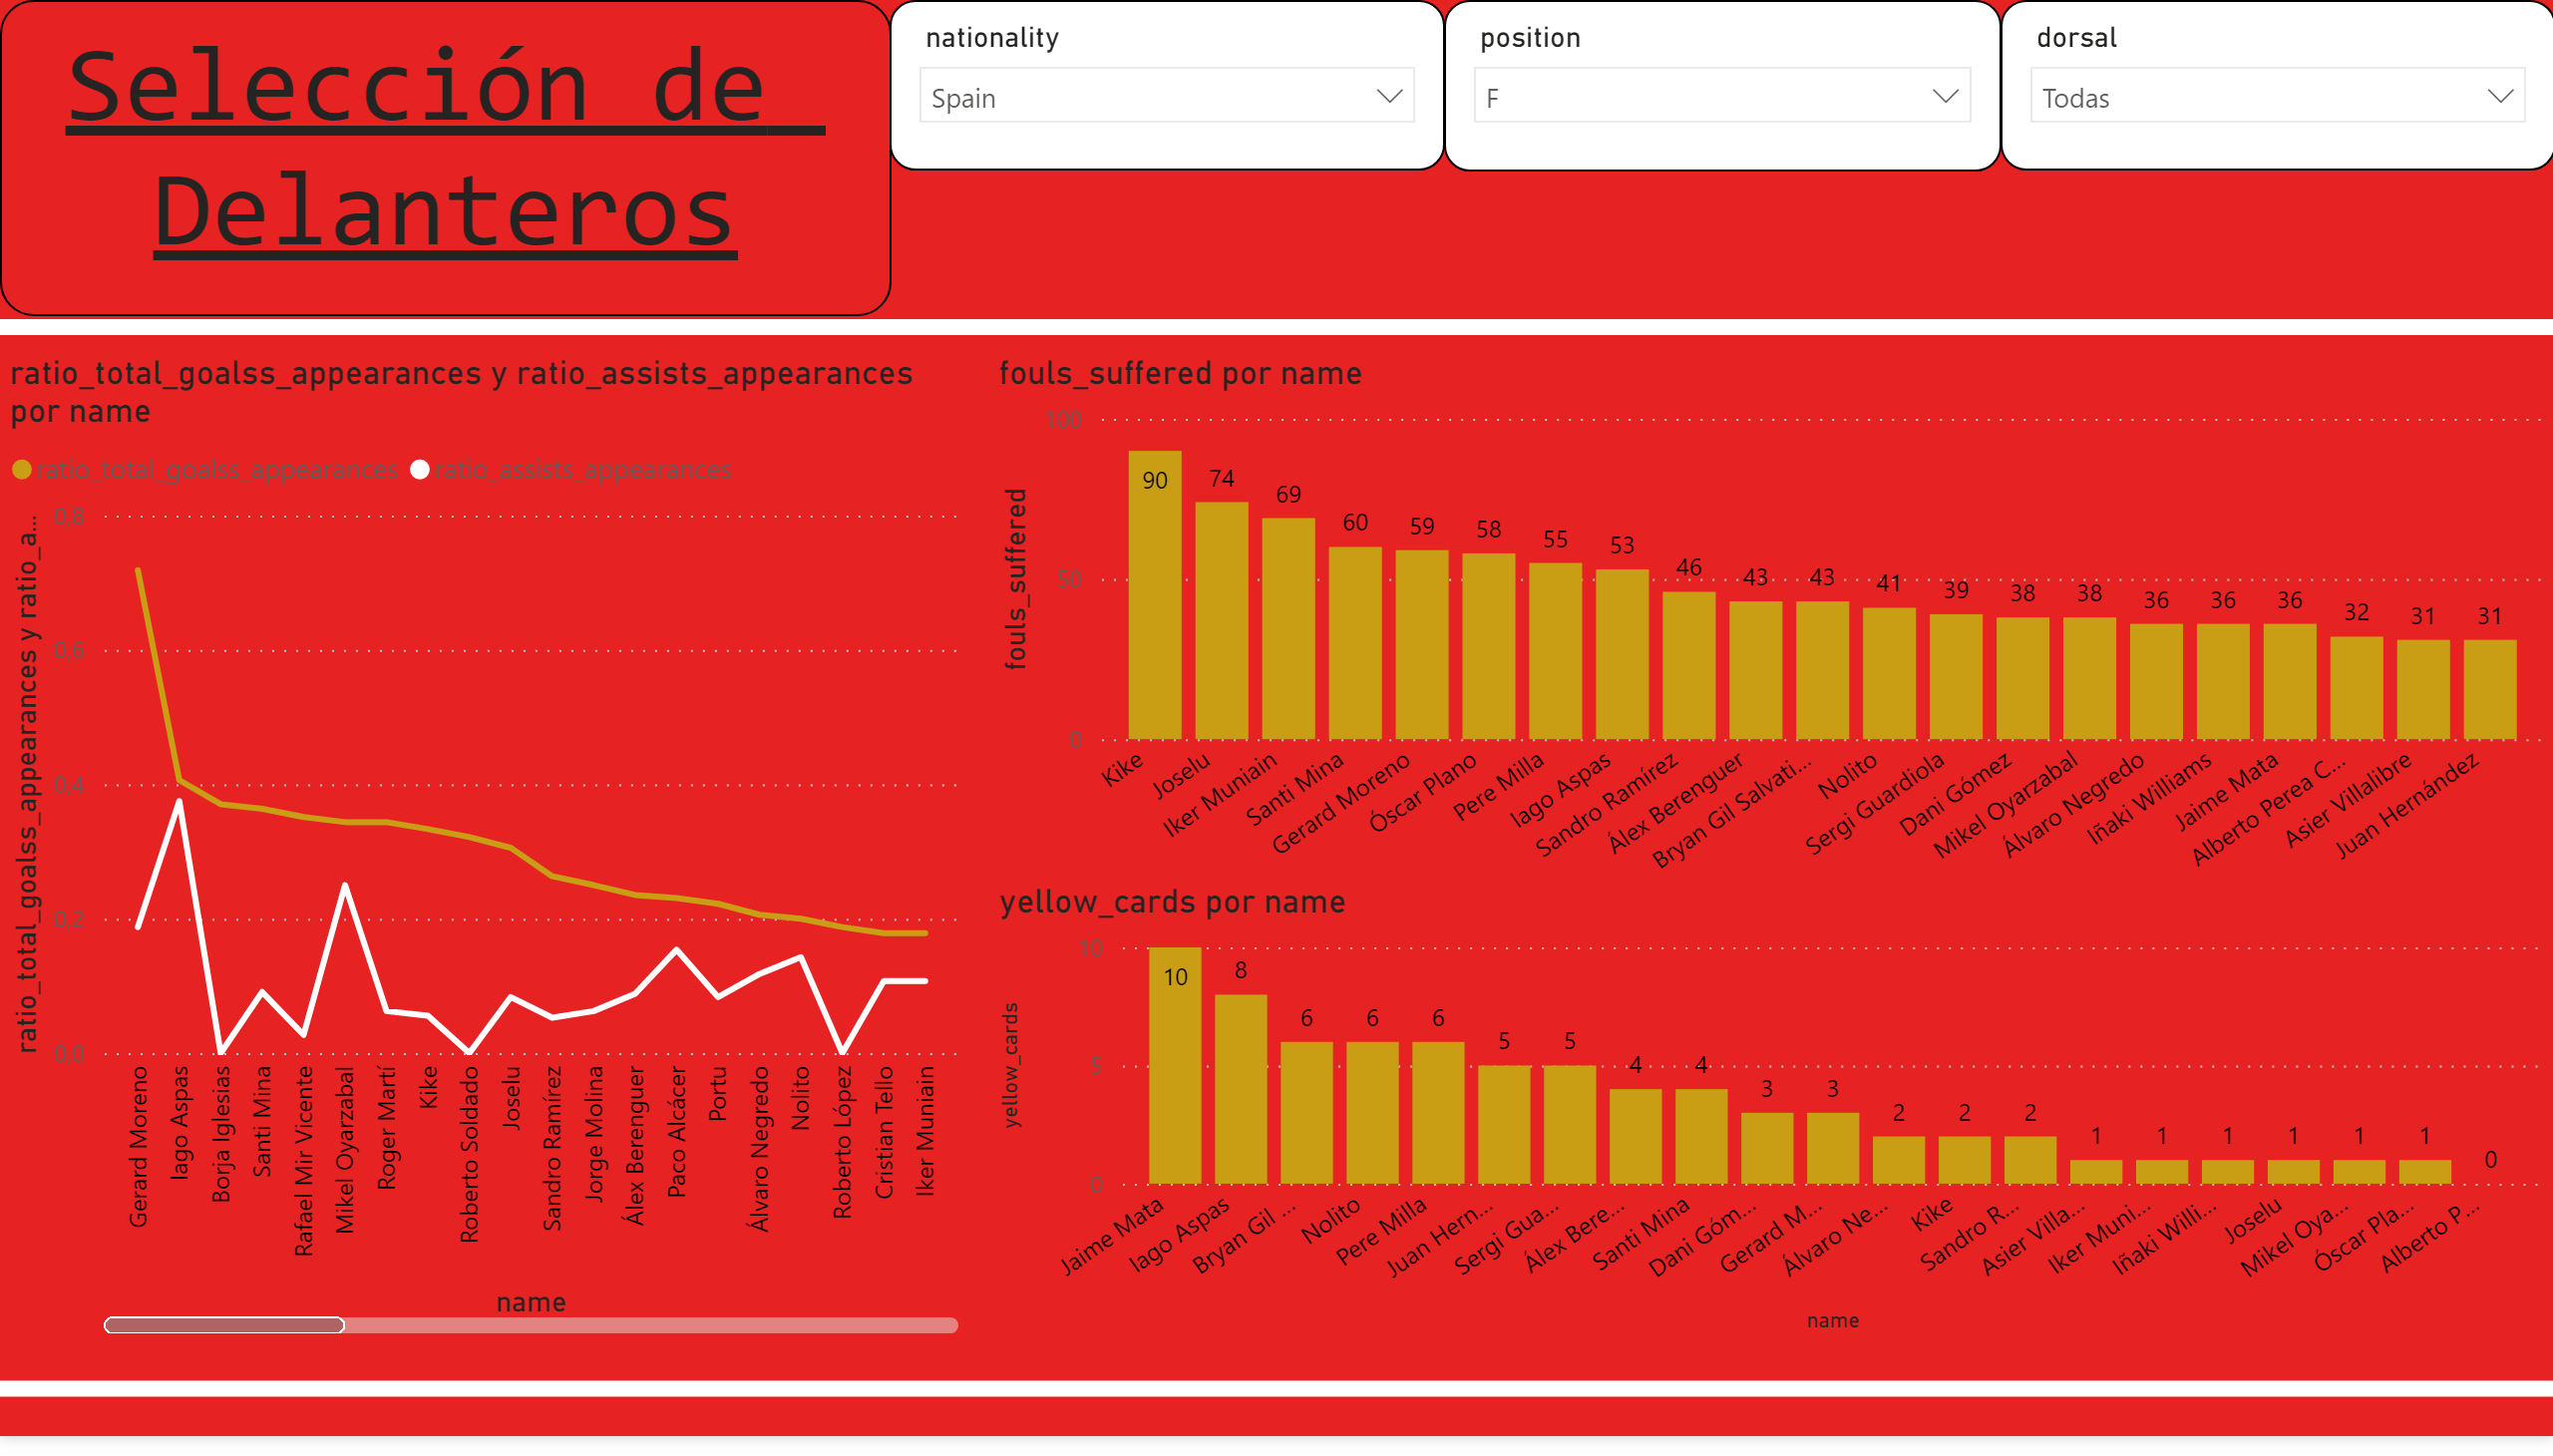 Selección de
Delanteros
nationality
Spain
position
F
dorsal
Todas
ratio_total_goalss_appearances y ratio_assists_appearances
por name
ratio_total_goalss_appearances ratio_assists_appearances
ratio_total_goalss_appearances y ratio_a...
0,8
0,6
0,4
0,2
0,0
Gerard Moreno
Iago Aspas
Borja Iglesias
Santi Mina
Rafael Mir Vicente
Mikel Oyarzabal
Roger Martí
Kike
Roberto Soldado
Joselu
Sandro Ramírez
Jorge Molina
Álex Berenguer
Paco Alcácer
Portu
Álvaro Negredo
Nolito
Roberto López
Cristian Tello
Iker Muniain
name
fouls_suffered por name
fouls_suffered
100
50
0
90 74 69 60 59 58 55 53 46 43 43 41 39 38 38 36 36 36 32 31 31
Kike
Joselu
Iker Muniain
Santi Mina
Gerard Moreno
Óscar Plano
Pere Milla
Iago Aspas
Sandro Ramírez
Álex Berenguer
Bryan Gil Salvati...
Nolito
Sergi Guardiola
Dani Gómez
Mikel Oyarzabal
Álvaro Negredo
Iñaki Williams
Jaime Mata
Alberto Perea C...
Asier Villalibre
Juan Hernández
yellow_cards por name
yellow_cards
10
5
0
10 8 6 6 6 5 5 4 4 3 3 2 2 2 1 1 1 1 1 1 0
Jaime Mata
Iago Aspas
Bryan Gil ...
Nolito
Pere Milla
Juan Hern...
Sergi Gua...
Álex Bere...
Santi Mina
Dani Góm...
Gerard M...
Álvaro Ne...
Kike
Sandro R...
Asier Villa...
Iker Muni...
Iñaki Willi...
Joselu
Mikel Oya...
Óscar Pla...
Alberto P...
name